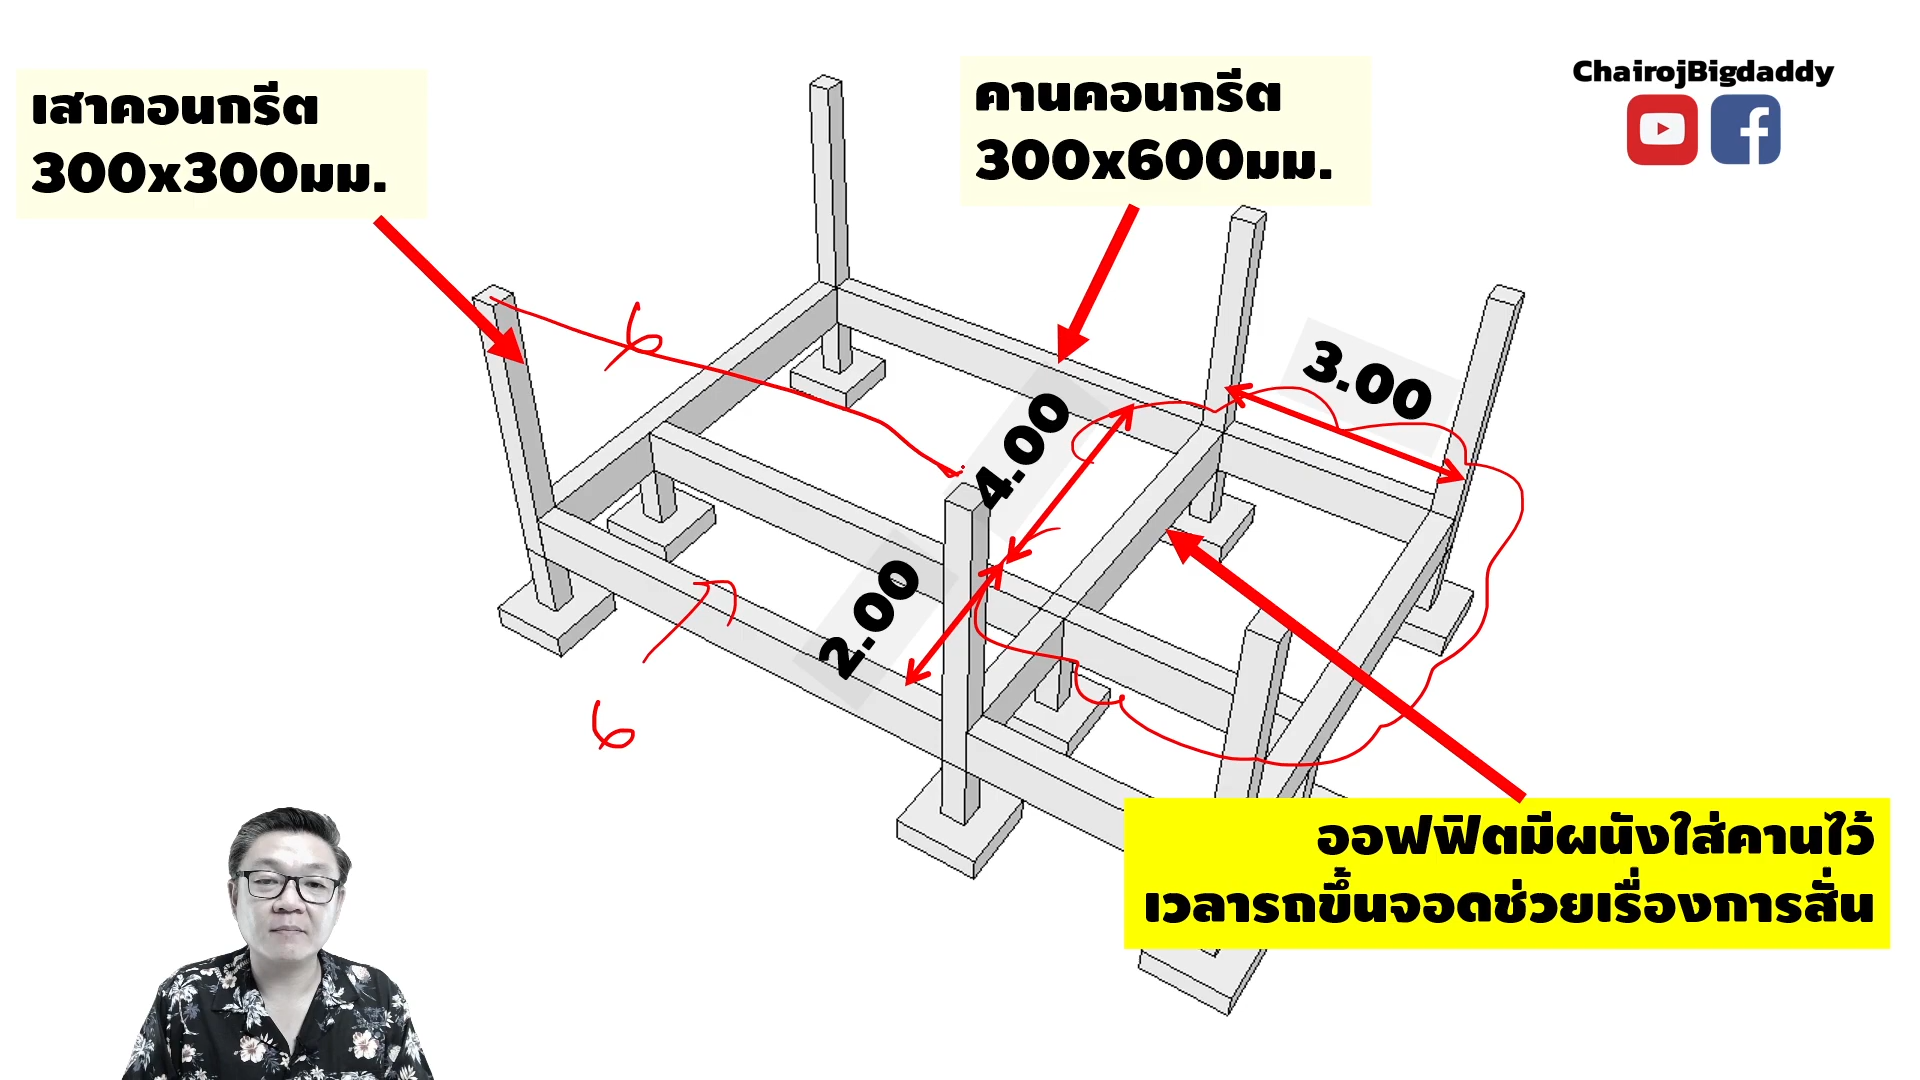 เสาคอนกรีต
300x300มม.
คานคอนกรีต
300x600มม.
ChairojBigdaddy
3.00
4.00
2.00
6
6
ออฟฟิตมีผนังใส่คานไว้
เวลารถขึ้นจอดช่วยเรื่องการสั่น